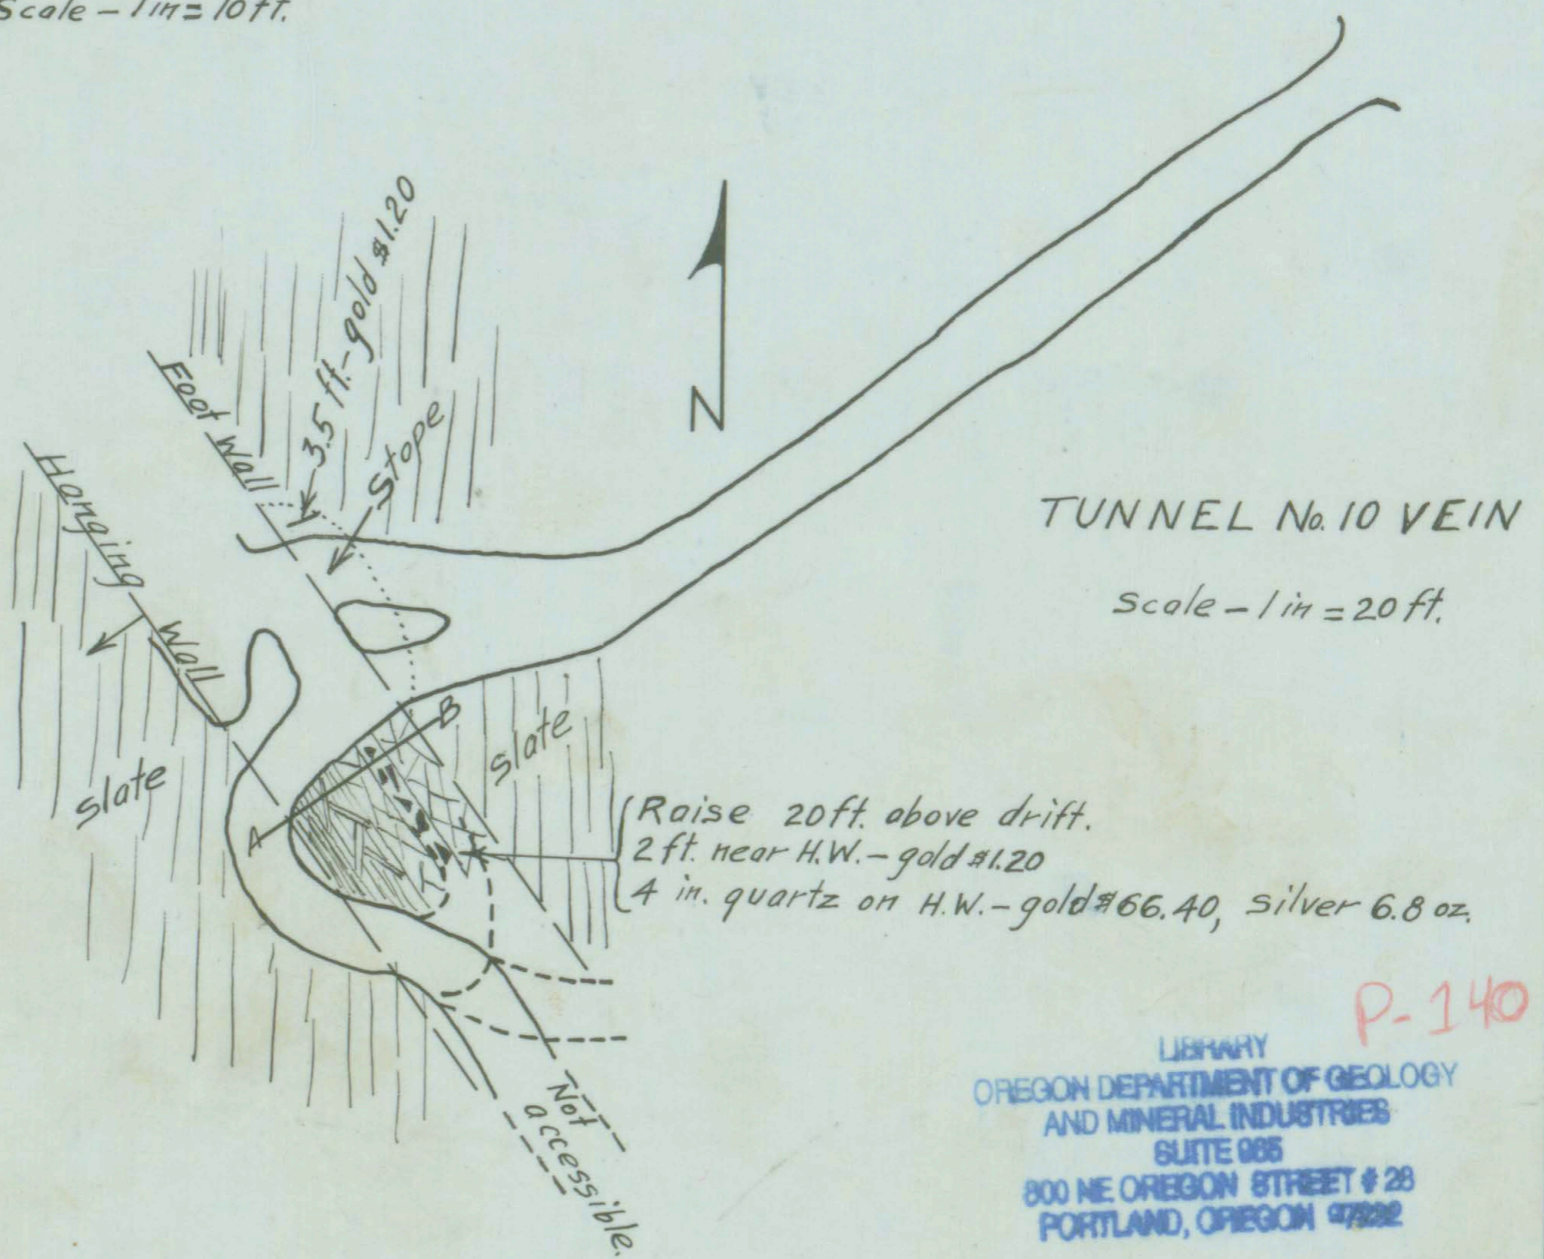 Scale - 1 in = 10 ft.
3.5 ft. - gold $1.20
Stope
Foot Wall
Hanging Wall
N
TUNNEL No. 10 VEIN
Scale - 1 in = 20 ft.
B
Slate
Slate
A
Raise 20 ft. above drift.
2 ft. near H.W. - gold $1.20
4 in. quartz on H.W. - gold $66.40, silver 6.8 oz.
Not
accessible.
P-140
LIBRARY
OREGON DEPARTMENT OF GEOLOGY
AND MINERAL INDUSTRIES
SUITE 965
800 NE OREGON STREET # 28
PORTLAND, OREGON 97232